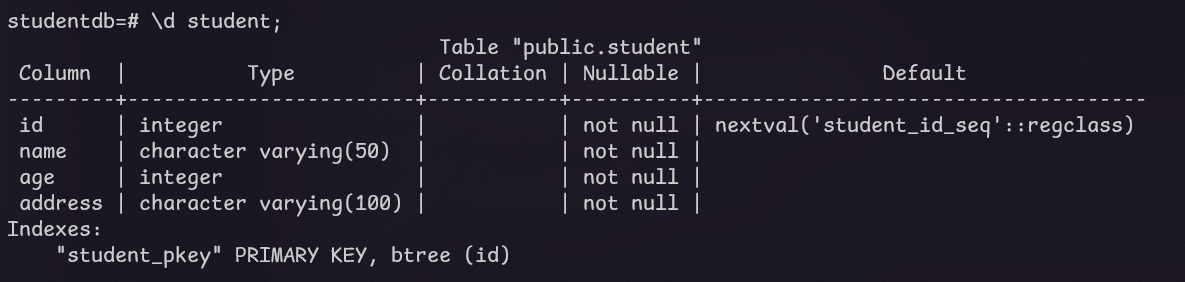 studentdb=# \d student;
                                    Table "public.student"
 Column  |          Type          | Collation | Nullable |               Default
---------+------------------------+-----------+----------+-------------------------------------
 id      | integer                |           | not null | nextval('student_id_seq'::regclass)
 name    | character varying(50)  |           | not null |
 age     | integer                |           | not null |
 address | character varying(100) |           | not null |
Indexes:
    "student_pkey" PRIMARY KEY, btree (id)